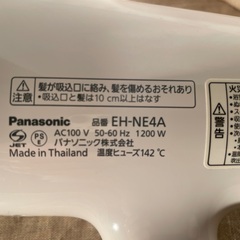 髪が吸込口に絡み、髪を傷めるおそれあり
・吸込口と髪は10 cm以上はなす
Panasonic 品番 EH-NE4A
AC100 V 50-60 Hz 1200 W
パナソニック株式会社
Made in Thailand 温度ヒューズ142 ℃
PS
E
JET
警告